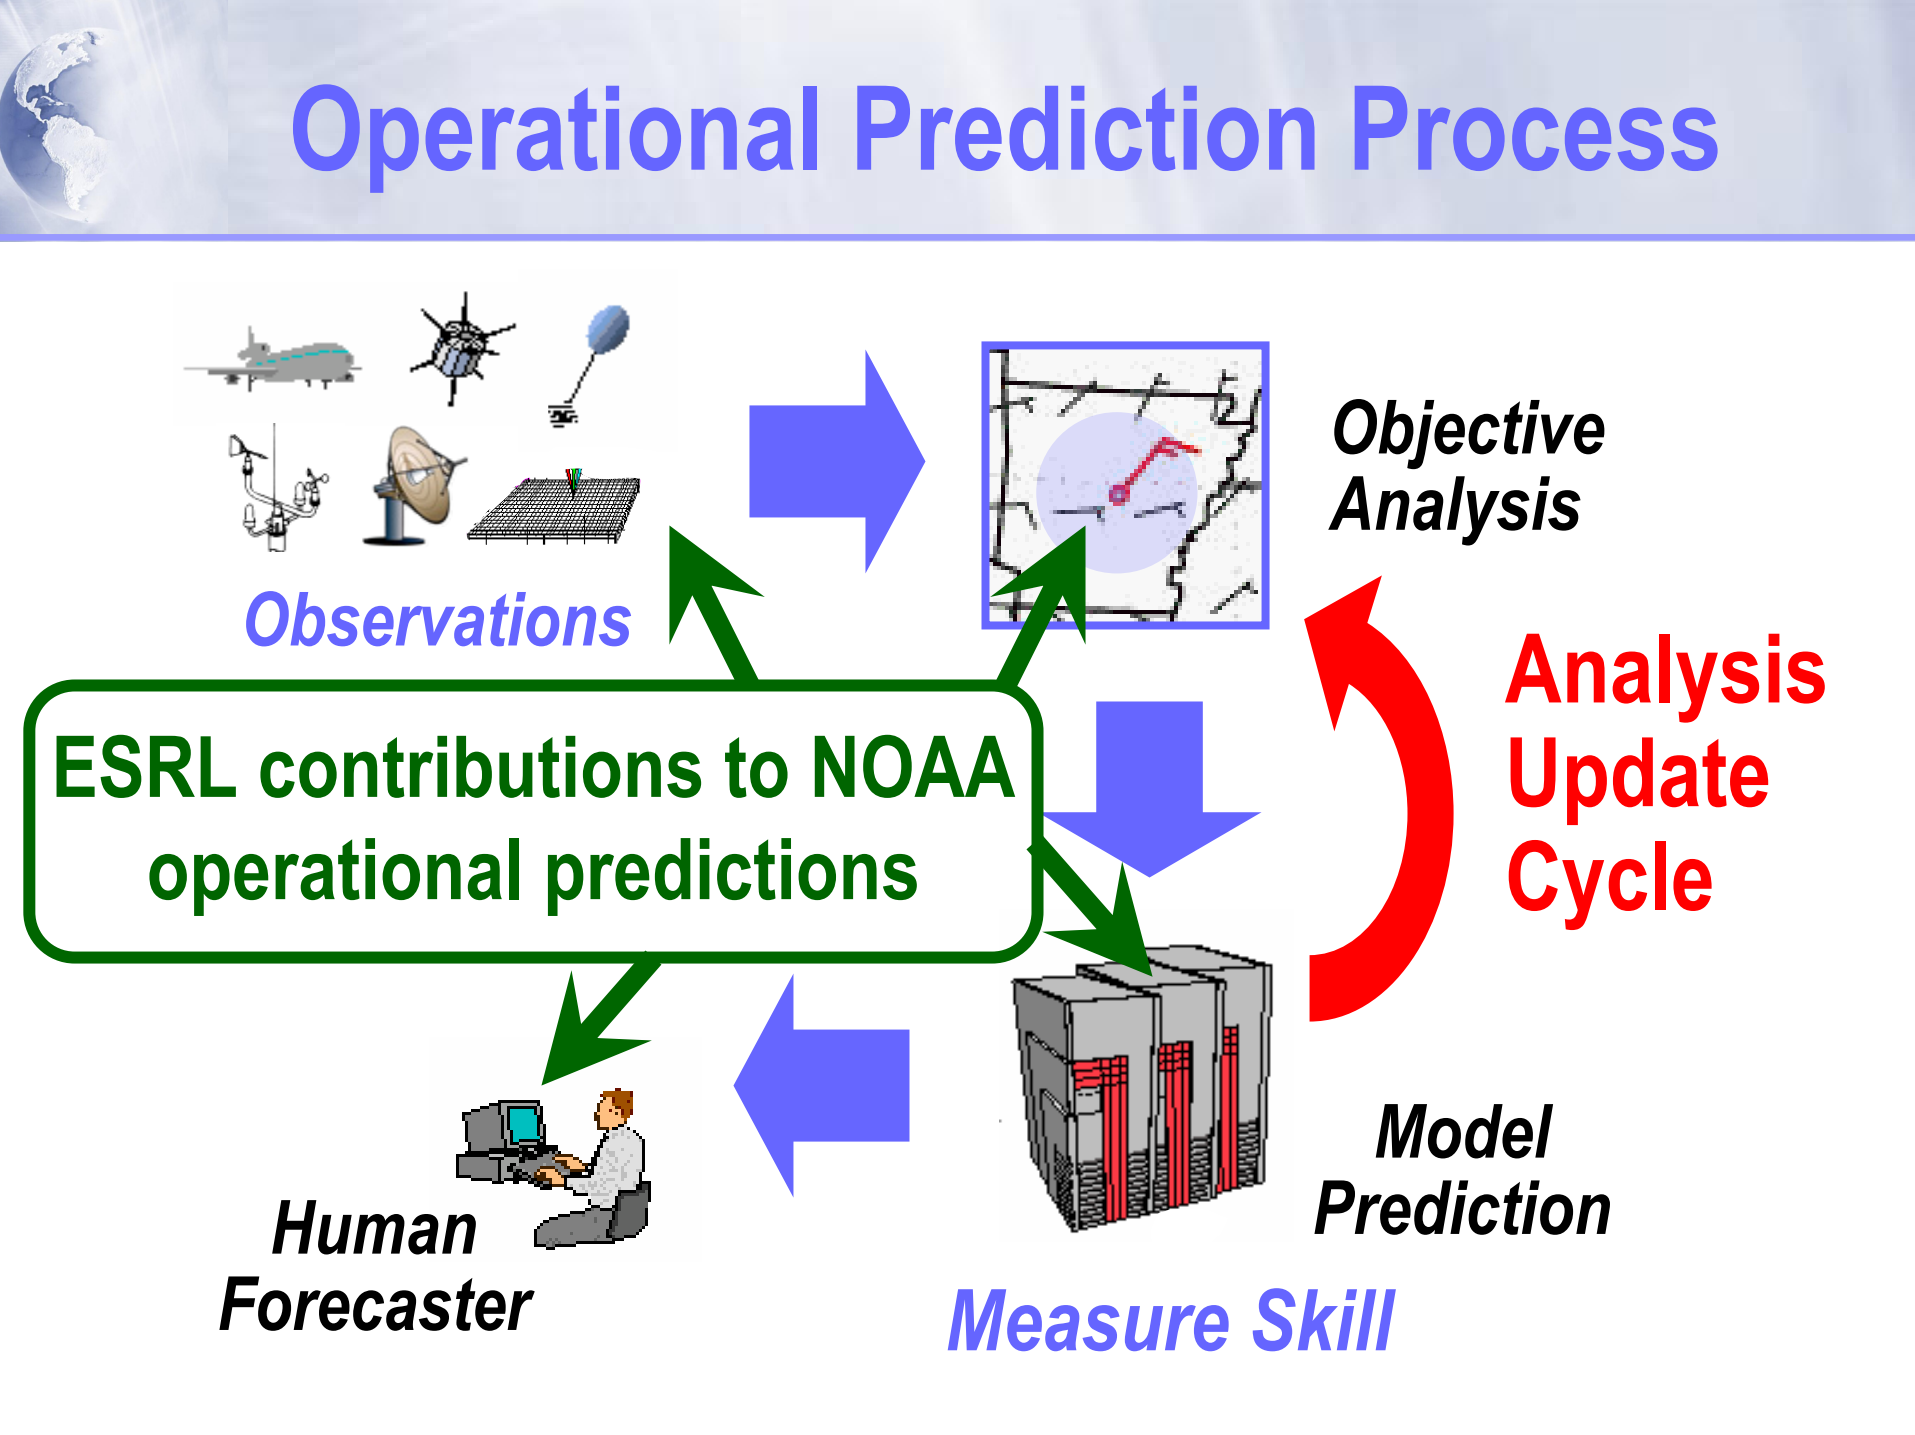 Operational Prediction Process
Objective
Analysis
Observations
Analysis
Update
Cycle
ESRL contributions to NOAA
operational predictions
Model
Prediction
Human
Forecaster
Measure Skill